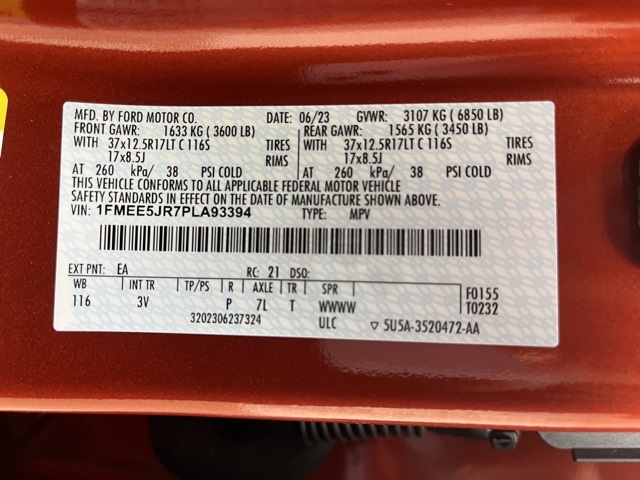 MFD. BY FORD MOTOR CO. DATE: 06/23 GVWR: 3107 KG ( 6850 LB)
FRONT GAWR: 1633 KG ( 3600 LB) REAR GAWR: 1565 KG ( 3450 LB)
WITH 37x12.5R17LT C 116S TIRES WITH 37x12.5R17LT C 116S TIRES
17x8.5J RIMS 17x8.5J RIMS
AT 260 kPa/ 38 PSI COLD AT 260 kPa/ 38 PSI COLD
THIS VEHICLE CONFORMS TO ALL APPLICABLE FEDERAL MOTOR VEHICLE
SAFETY STANDARDS IN EFFECT ON THE DATE OF MANUFACTURE SHOWN ABOVE.
VIN: 1FMEE5JR7PLA93394 TYPE: MPV
EXT PNT: EA RC: 21 DSO:
WB INT TR TP/PS R AXLE TR SPR F0155
116 3V P 7L T WWWW T0232
3202306237324 ULC ▽ 5U5A-3520472-AA